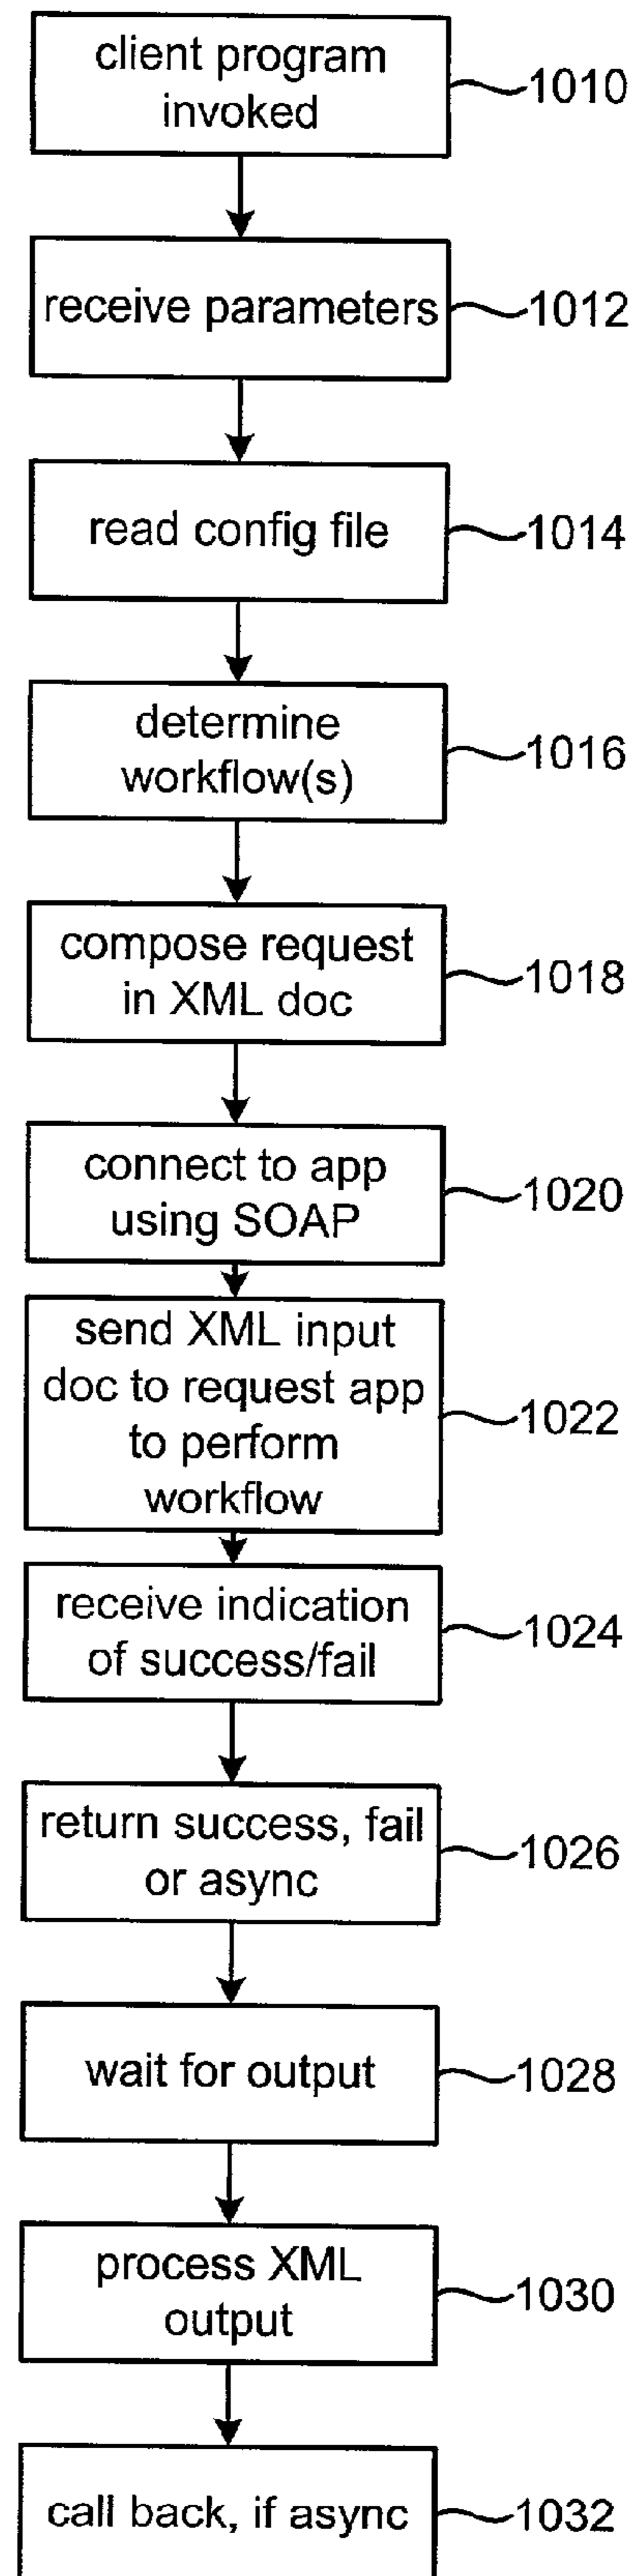 client program
invoked
1010
receive parameters
1012
read config file
1014
determine
workflow(s)
1016
compose request
in XML doc
1018
connect to app
using SOAP
1020
send XML input
doc to request app
to perform
workflow
1022
receive indication
of success/fail
1024
return success, fail
or async
1026
wait for output
1028
process XML
output
1030
call back, if async
1032